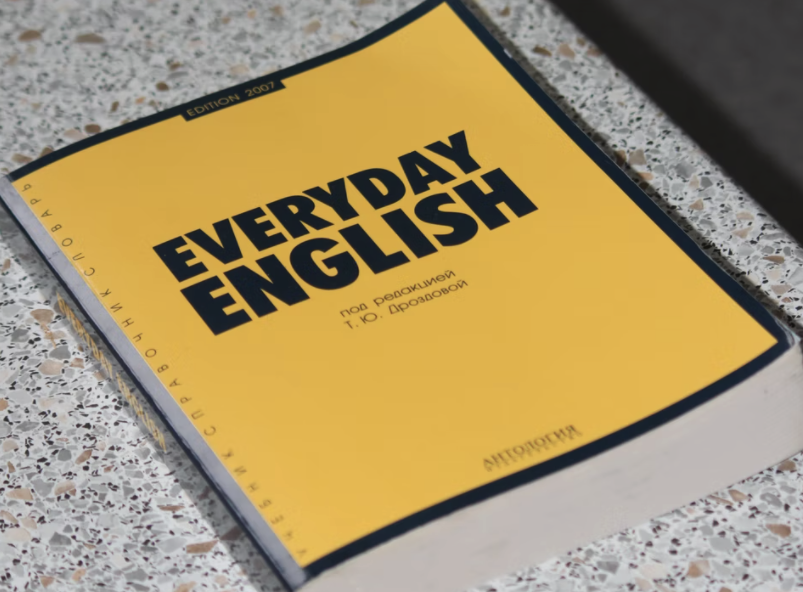 EDITION 2007
EVERYDAY
ENGLISH
под редакцией
Т. Ю. Дроздовой
АНТОЛОГИЯ
УЧЕБНИК СПРАВОЧНИК СЛОВАРЬ